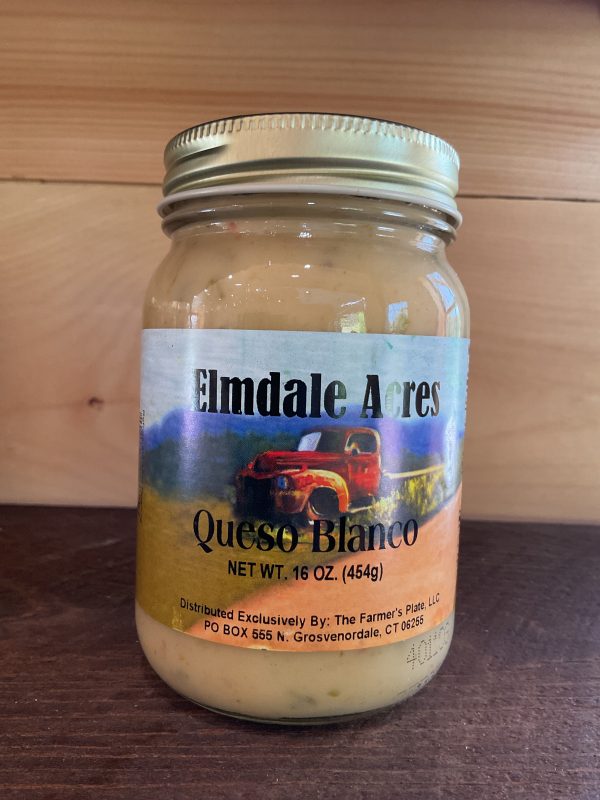 Elmdale Acres
Queso Blanco
NET WT. 16 OZ. (454g)
Distributed Exclusively By: The Farmer's Plate, LLC
PO BOX 555 N. Grosvenordale, CT 06255